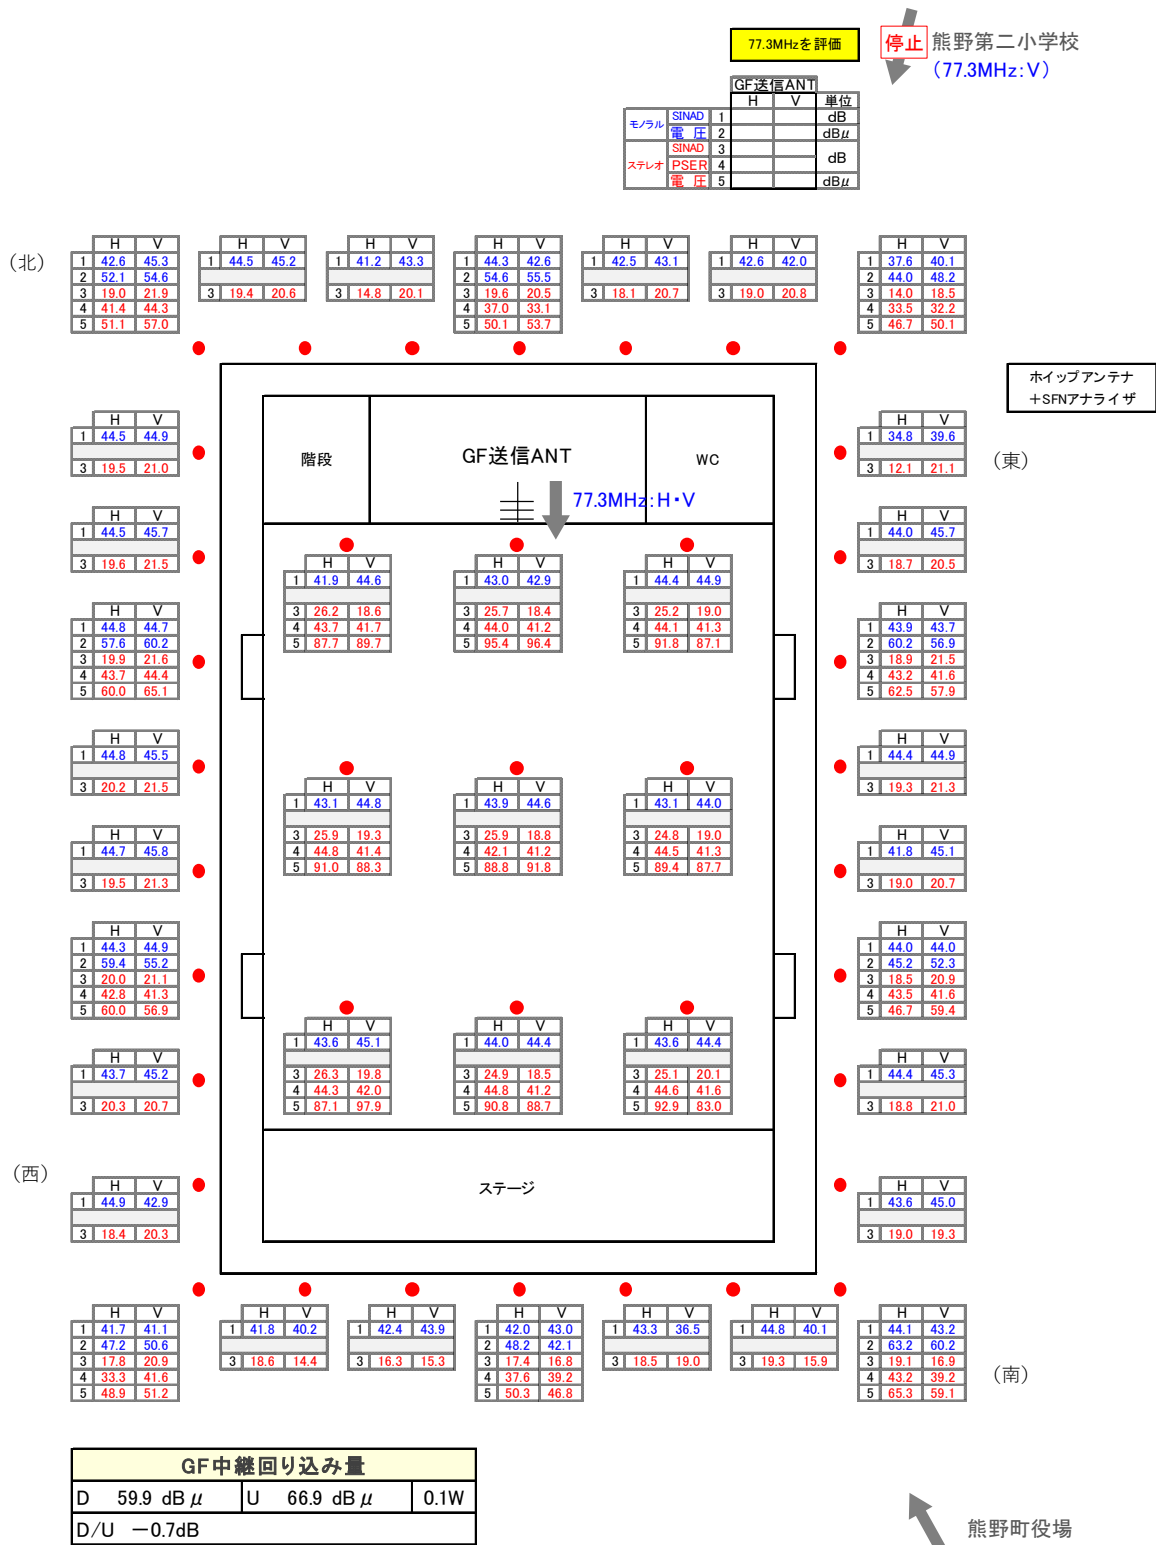 77.3MHzを評価
停止 熊野第二小学校
(77.3MHz:V)
GF送信ANT
H V 単位
モノラル SINAD 1 dB
電 圧 2 dBμ
ステレオ SINAD 3 dB
PSER 4
電 圧 5 dBμ
(北)
H V
1 42.6 45.3
2 52.1 54.6
3 19.0 21.9
4 41.4 44.3
5 51.1 57.0
H V
1 44.5 45.2
3 19.4 20.6
H V
1 41.2 43.3
3 14.8 20.1
H V
1 44.3 42.6
2 54.6 55.5
3 19.6 20.5
4 37.0 33.1
5 50.1 53.7
H V
1 42.5 43.1
3 18.1 20.7
H V
1 42.6 42.0
3 19.0 20.8
H V
1 37.6 40.1
2 44.0 48.2
3 14.0 18.5
4 33.5 32.2
5 46.7 50.1
ホイップアンテナ
+SFNアナライザ
H V
1 44.5 44.9
3 19.5 21.0
階段
GF送信ANT
WC
77.3MHz:H・V
H V
1 34.8 39.6
3 12.1 21.1
(東)
H V
1 44.5 45.7
3 19.6 21.5
H V
1 41.9 44.6
3 26.2 18.6
4 43.7 41.7
5 87.7 89.7
H V
1 43.0 42.9
3 25.7 18.4
4 44.0 41.2
5 95.4 96.4
H V
1 44.4 44.9
3 25.2 19.0
4 44.1 41.3
5 91.8 87.1
H V
1 44.0 45.7
3 18.7 20.5
H V
1 44.8 44.7
2 57.6 60.2
3 19.9 21.6
4 43.7 44.4
5 60.0 65.1
H V
1 43.9 43.7
2 60.2 56.9
3 18.9 21.5
4 43.2 41.6
5 62.5 57.9
H V
1 44.8 45.5
3 20.2 21.5
H V
1 43.1 44.8
3 25.9 19.3
4 44.8 41.4
5 91.0 88.3
H V
1 43.9 44.6
3 25.9 18.8
4 42.1 41.2
5 88.8 91.8
H V
1 43.1 44.0
3 24.8 19.0
4 44.5 41.3
5 89.4 87.7
H V
1 44.4 44.9
3 19.3 21.3
H V
1 44.7 45.8
3 19.5 21.3
H V
1 41.8 45.1
3 19.0 20.7
H V
1 44.3 44.9
2 59.4 55.2
3 20.0 21.1
4 42.8 41.3
5 60.0 56.9
H V
1 44.0 44.0
2 45.2 52.3
3 18.5 20.9
4 43.5 41.6
5 46.7 59.4
H V
1 43.7 45.2
3 20.3 20.7
H V
1 43.6 45.1
3 26.3 19.8
4 44.3 42.0
5 87.1 97.9
H V
1 44.0 44.4
3 24.9 18.5
4 44.8 41.2
5 90.8 88.7
H V
1 43.6 44.4
3 25.1 20.1
4 44.6 41.6
5 92.9 83.0
H V
1 44.4 45.3
3 18.8 21.0
(西)
H V
1 44.9 42.9
3 18.4 20.3
ステージ
H V
1 43.6 45.0
3 19.0 19.3
H V
1 41.7 41.1
2 47.2 50.6
3 17.8 20.9
4 33.3 41.6
5 48.9 51.2
H V
1 41.8 40.2
3 18.6 14.4
H V
1 42.4 43.9
3 16.3 15.3
H V
1 42.0 43.0
2 48.2 42.1
3 17.4 16.8
4 37.6 39.2
5 50.3 46.8
H V
1 43.3 36.5
3 18.5 19.0
H V
1 44.8 40.1
3 19.3 15.9
H V
1 44.1 43.2
2 63.2 60.2
3 19.1 16.9
4 43.2 39.2
5 65.3 59.1
(南)
GF中継回り込み量
D 59.9 dBμ U 66.9 dBμ 0.1W
D/U －0.7dB
熊野町役場